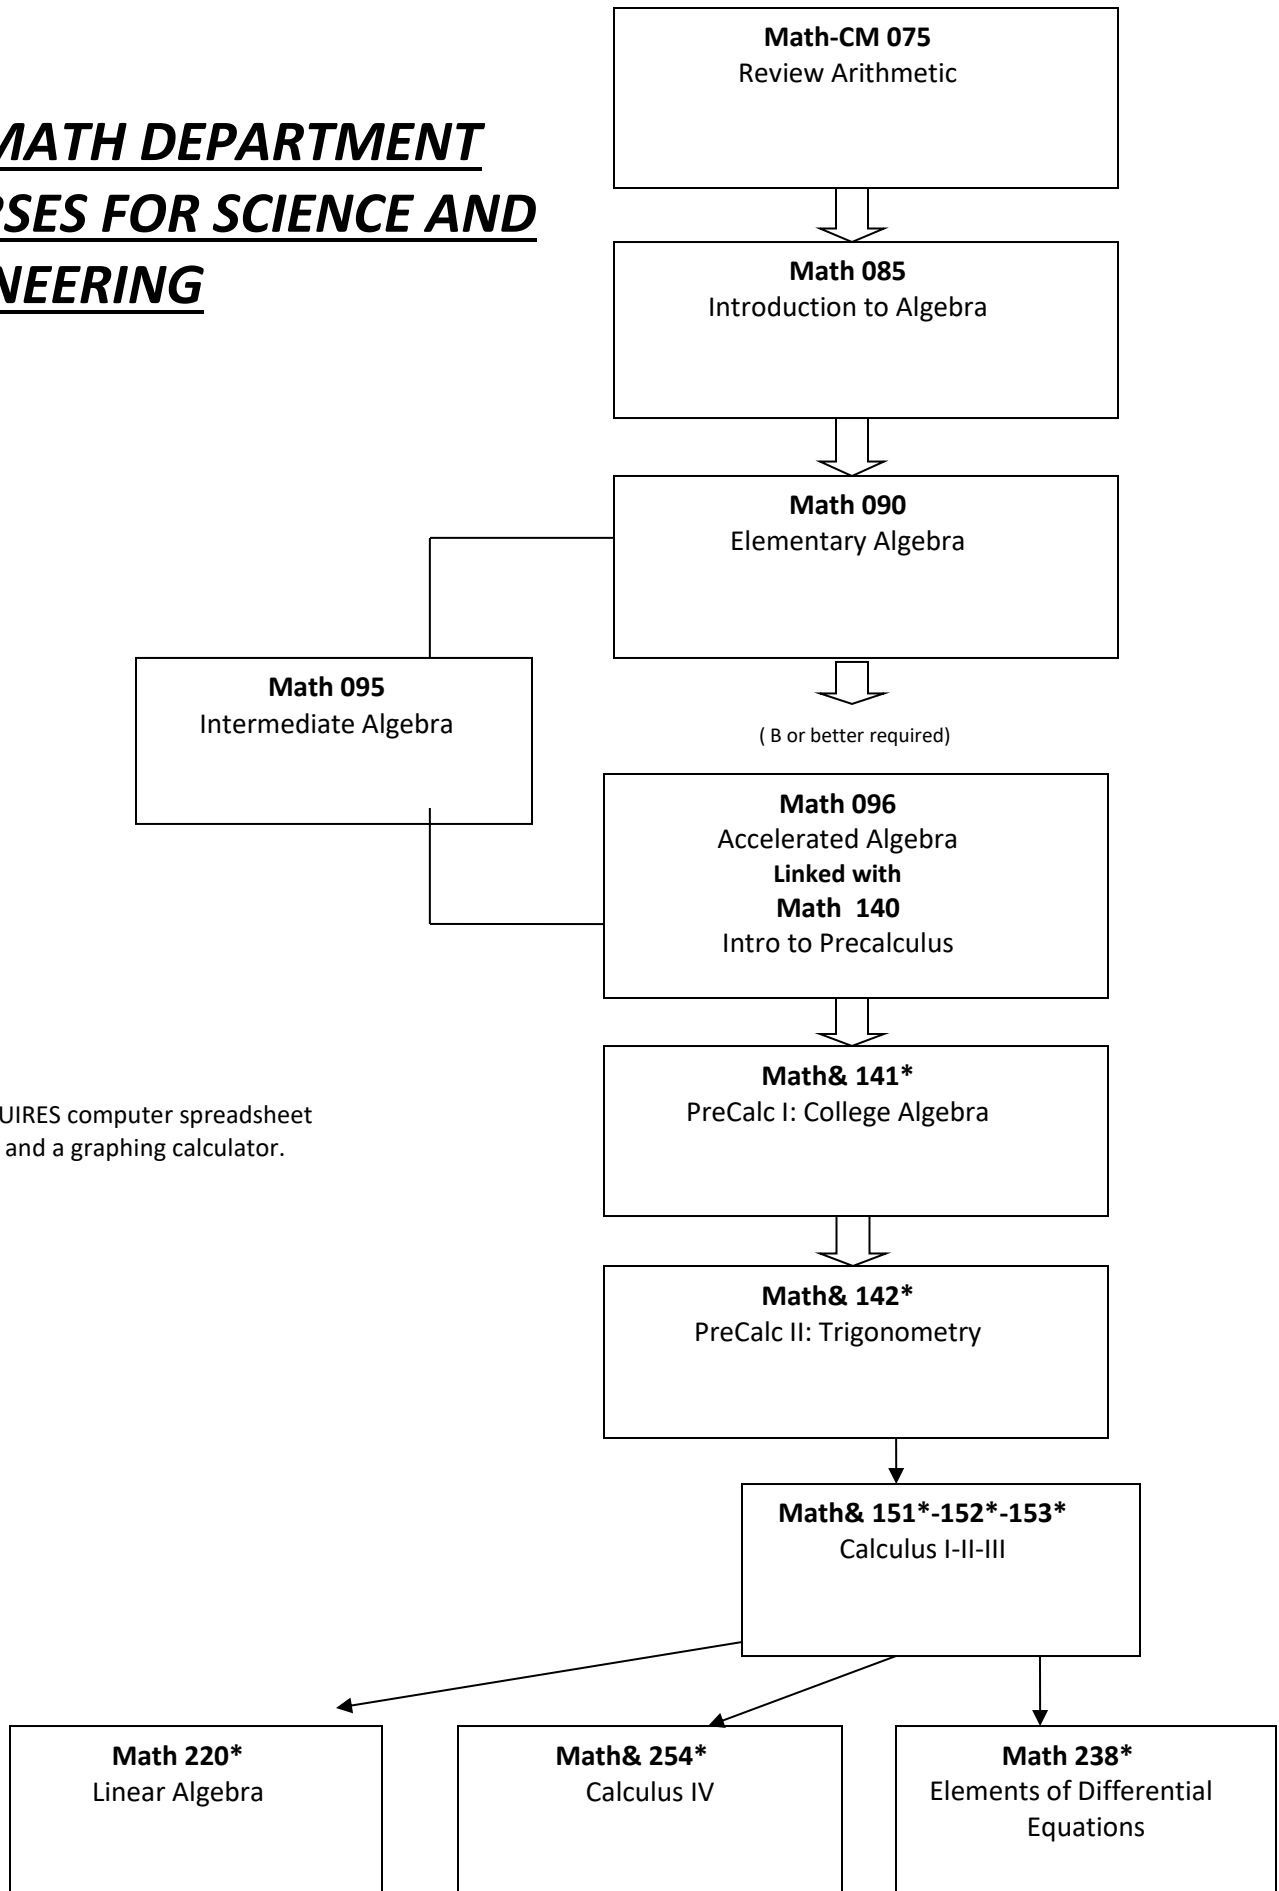 MATH DEPARTMENT
FOR SCIENCE AND
Math-CM 075
Review Arithmetic
Math 085
Introduction to Algebra
Math 090
Elementary Algebra
Math 095
Intermediate Algebra
( B or better required)
Math 096
Accelerated Algebra
Linked with
Math  140
Intro to Precalculus
Math& 141*
PreCalc I: College Algebra
computer spreadsheet
and a graphing calculator.
Math& 142*
PreCalc II: Trigonometry
Math& 151*-152*-153*
Calculus I-II-III
Math 220*
Linear Algebra
Math& 254*
Calculus IV
Math 238*
Elements of Differential
Equations